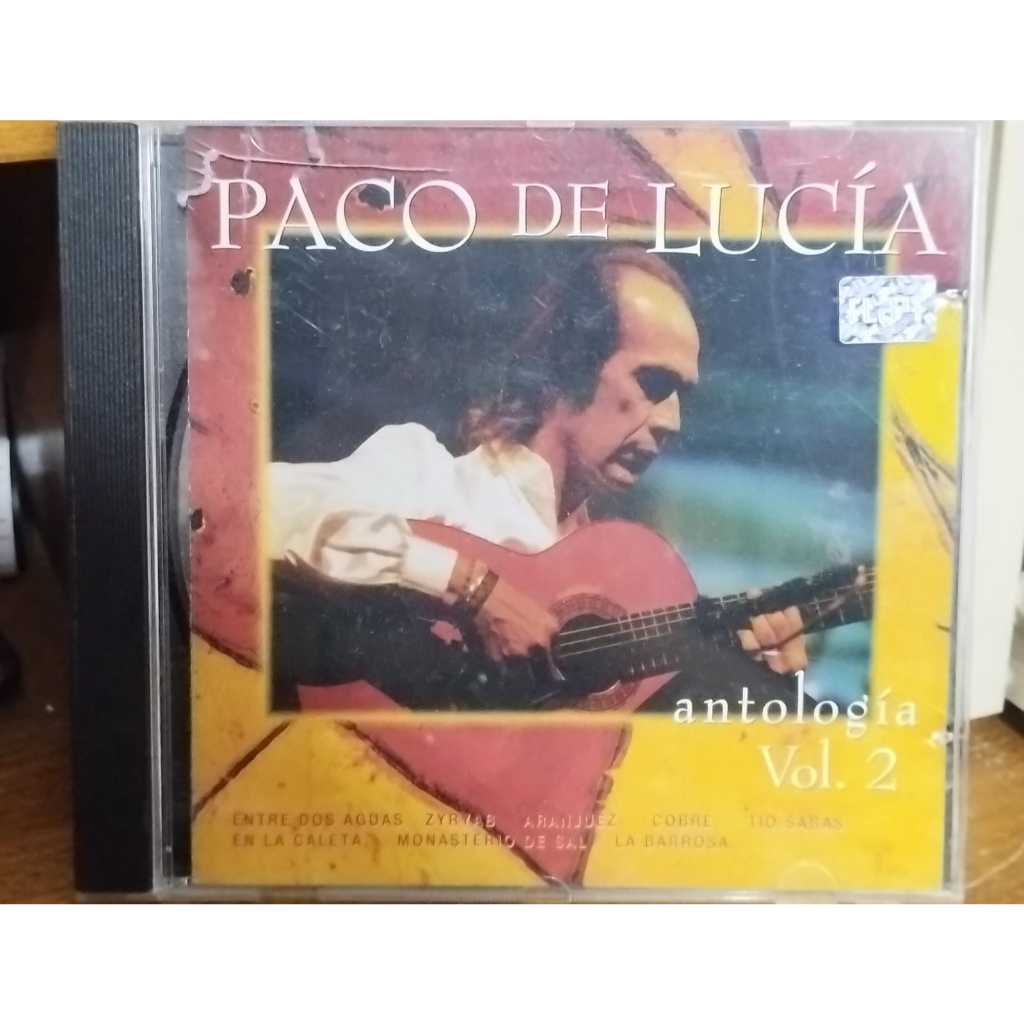 PACO DE LUCÍA
antología
Vol. 2
ENTRE DOS AGUAS ZYRYAB ARANJUEZ COBRE TIO SABAS
EN LA CALETA MONASTERIO DE SAL LA BARROSA